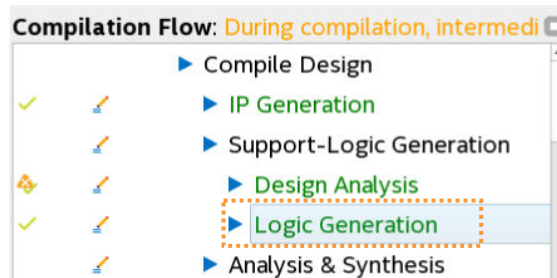 Compilation Flow: During compilation, intermedi
Compile Design
IP Generation
Support-Logic Generation
Design Analysis
Logic Generation
Analysis & Synthesis